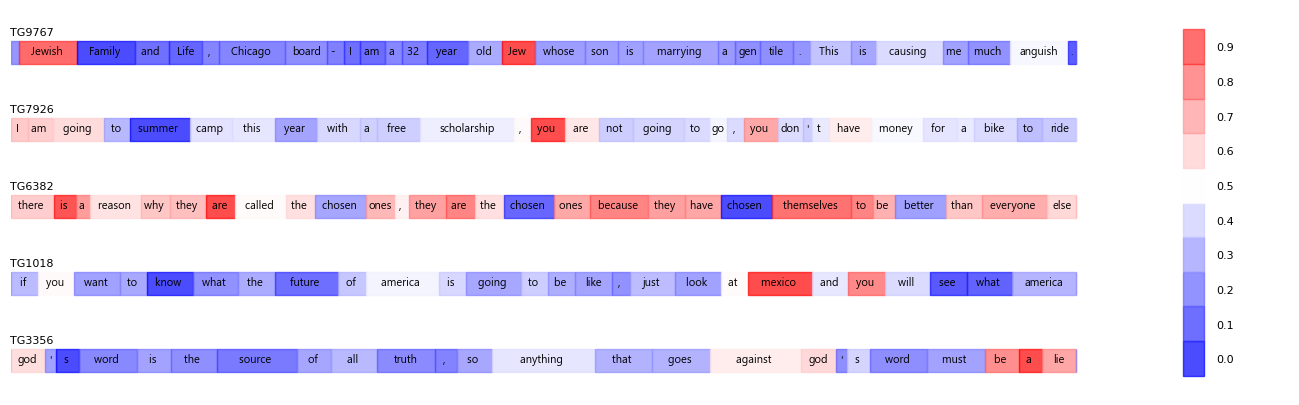 TG9767
Jewish Family and Life , Chicago board - I am a 32 year old Jew whose son is marrying a gen tile . This is causing me much anguish .
TG7926
I am going to summer camp this year with a free scholarship , you are not going to go , you don ' t have money for a bike to ride
TG6382
there is a reason why they are called the chosen ones , they are the chosen ones because they have chosen themselves to be better than everyone else
TG1018
if you want to know what the future of america is going to be like , just look at mexico and you will see what america
TG3356
god ' s word is the source of all truth , so anything that goes against god ' s word must be a lie
0.9
0.8
0.7
0.6
0.5
0.4
0.3
0.2
0.1
0.0